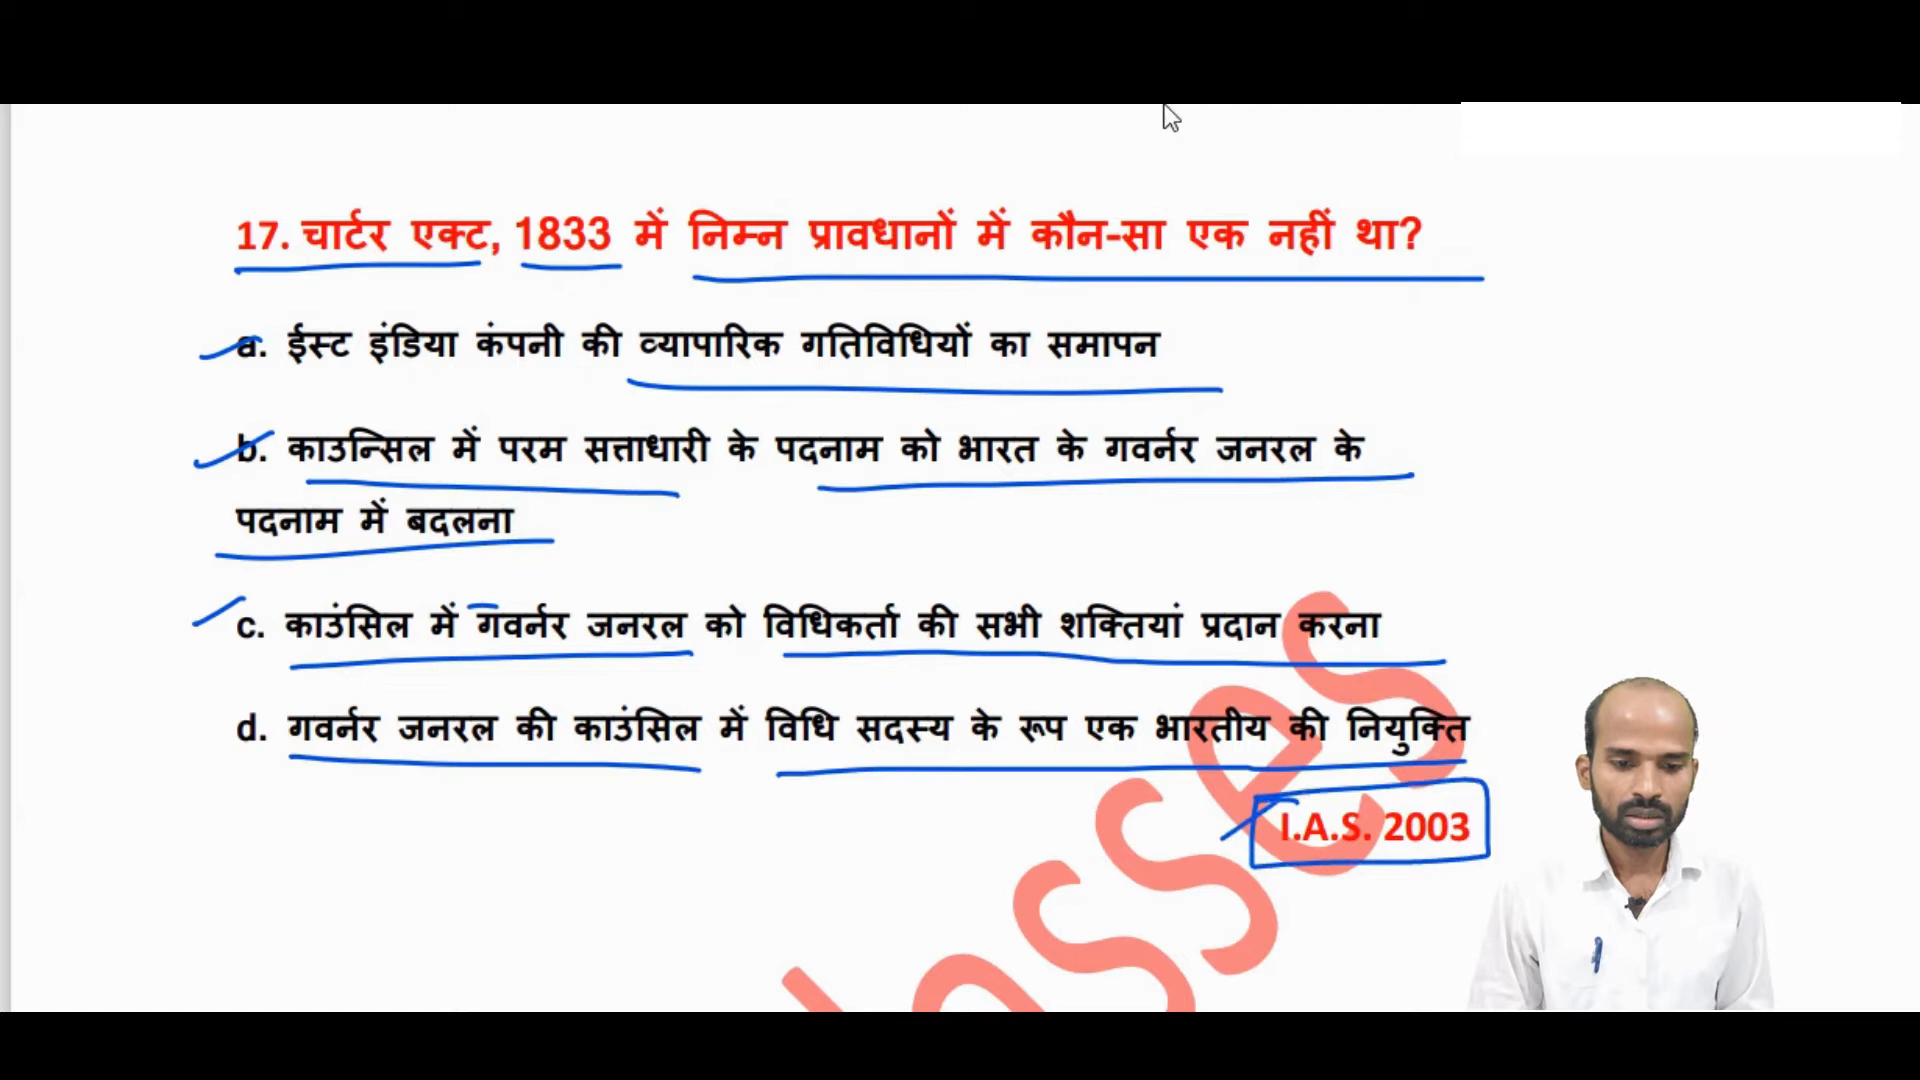 17. चार्टर एक्ट, 1833 में निम्न प्रावधानों में कौन-सा एक नहीं था?
a. ईस्ट इंडिया कंपनी की व्यापारिक गतिविधियों का समापन
b. काउन्सिल में परम सत्ताधारी के पदनाम को भारत के गवर्नर जनरल के
पदनाम में बदलना
c. काउंसिल में गवर्नर जनरल को विधिकर्ता की सभी शक्तियां प्रदान करना
d. गवर्नर जनरल की काउंसिल में विधि सदस्य के रूप एक भारतीय की नियुक्ति
I.A.S. 2003